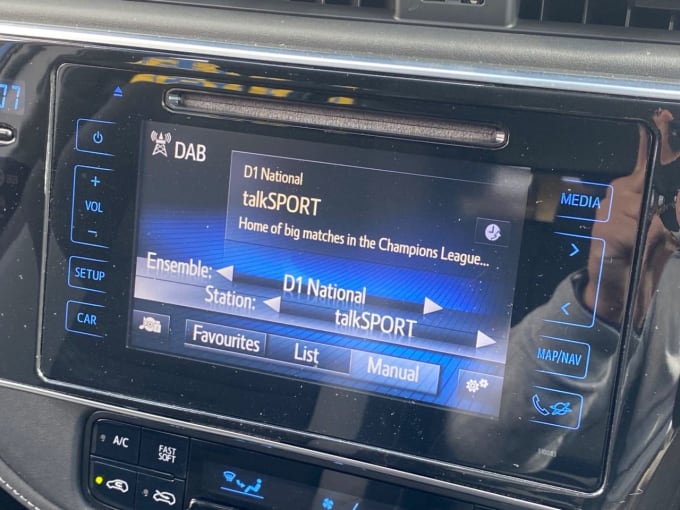 DAB
D1 National
talkSPORT
Home of big matches in the Champions League...
Ensemble: D1 National
Station: talkSPORT
Favourites List Manual
+
VOL
-
SETUP
CAR
MEDIA
>
<
MAP/NAV
A/C
FAST
SOFT